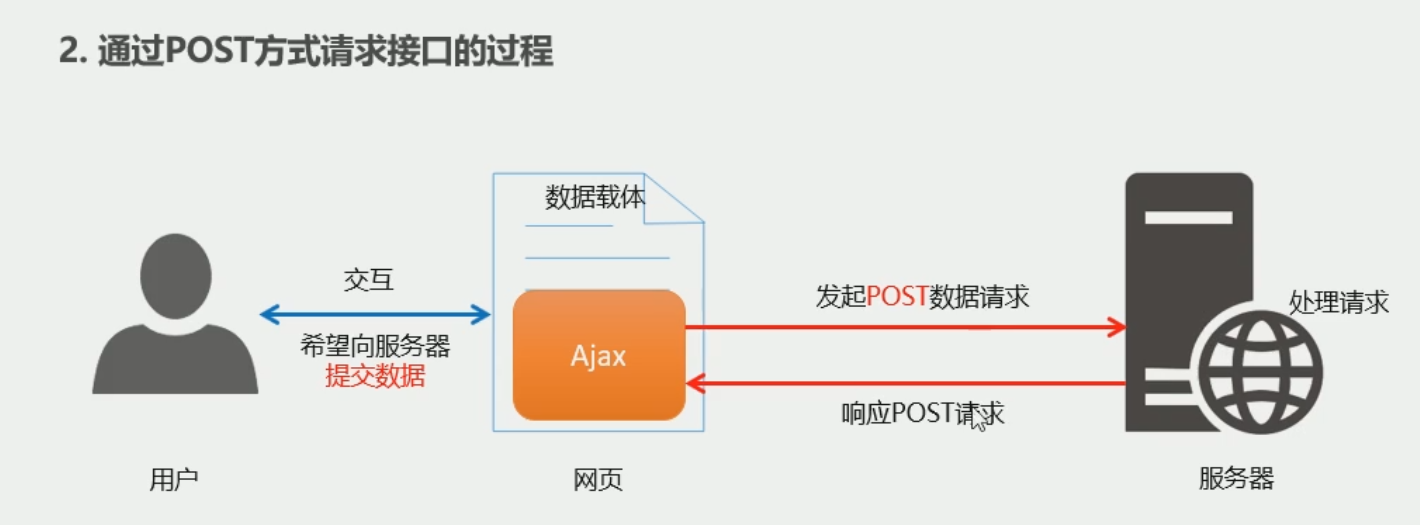 2. 通过POST方式请求接口的过程
数据载体
交互
希望向服务器
提交数据
Ajax
发起POST数据请求
响应POST请求
处理请求
用户
网页
服务器